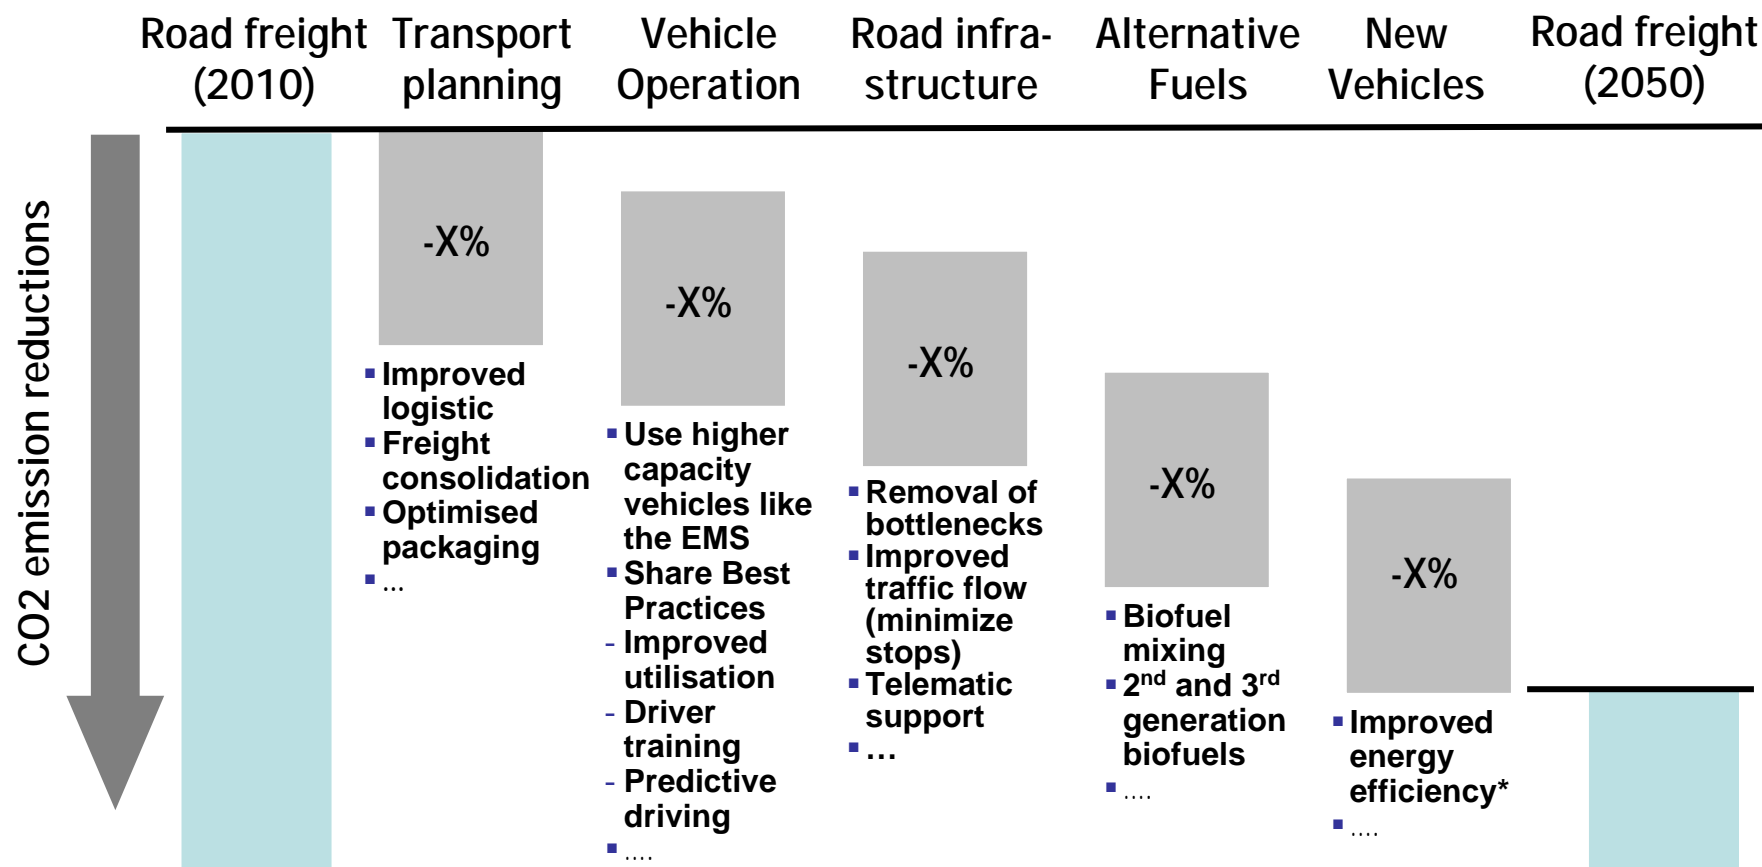 Road freight
(2010)
Transport
planning
Vehicle
Operation
Road infra-
structure
Alternative
Fuels
New
Vehicles
Road freight
(2050)
CO2 emission reductions
-X%
▪ Improved
logistic
▪ Freight
consolidation
▪ Optimised
packaging
▪ ...
-X%
▪ Use higher
capacity
vehicles like
the EMS
▪ Share Best
Practices
- Improved
utilisation
- Driver
training
- Predictive
driving
▪ ....
-X%
▪ Removal of
bottlenecks
▪ Improved
traffic flow
(minimize
stops)
▪ Telematic
support
▪ ...
-X%
▪ Biofuel
mixing
▪ 2nd and 3rd
generation
biofuels
▪ ....
-X%
▪ Improved
energy
efficiency*
▪ ....